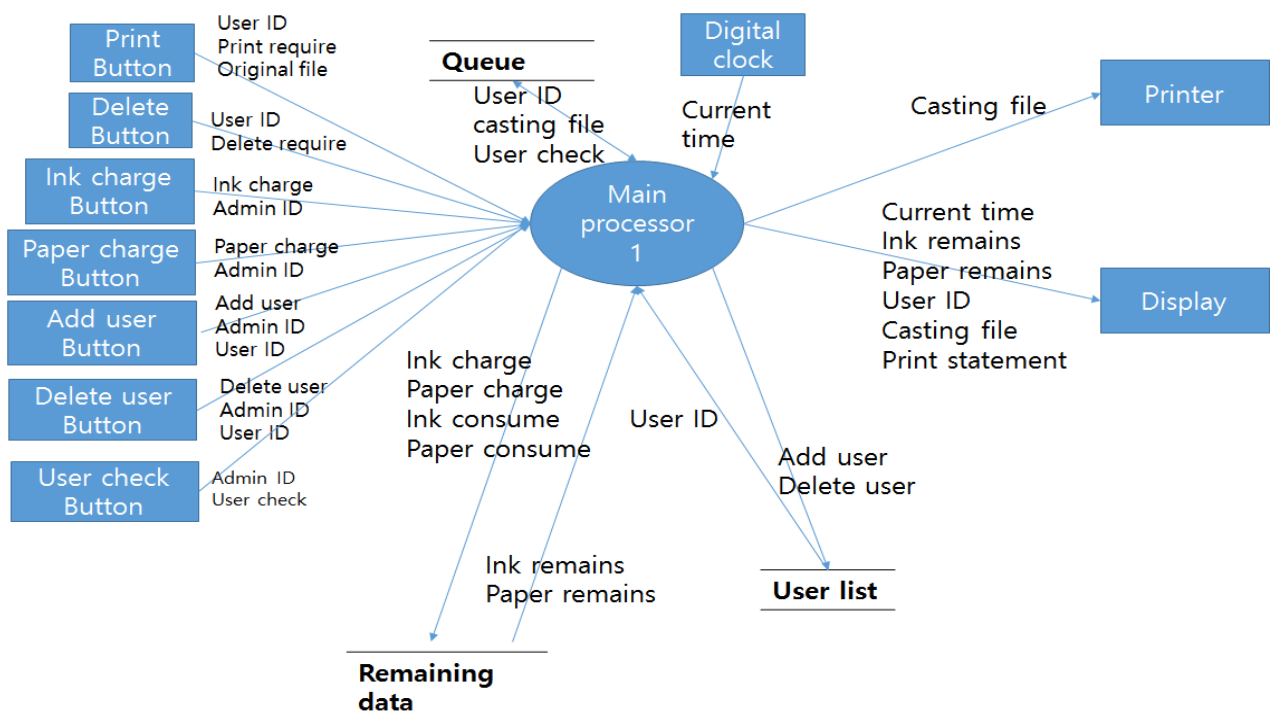 Print
Button
User ID
Print require
Original file
Delete
Button
User ID
Delete require
Ink charge
Button
Ink charge
Admin ID
Paper charge
Button
Paper charge
Admin ID
Add user
Button
Add user
Admin ID
User ID
Delete user
Button
Delete user
Admin ID
User ID
User check
Button
Admin ID
User check
Queue
User ID
casting file
User check
Digital
clock
Current
time
Main
processor
1
Casting file
Printer
Current time
Ink remains
Paper remains
User ID
Casting file
Print statement
Display
Ink charge
Paper charge
Ink consume
Paper consume
Ink remains
Paper remains
Remaining
data
User ID
Add user
Delete user
User list